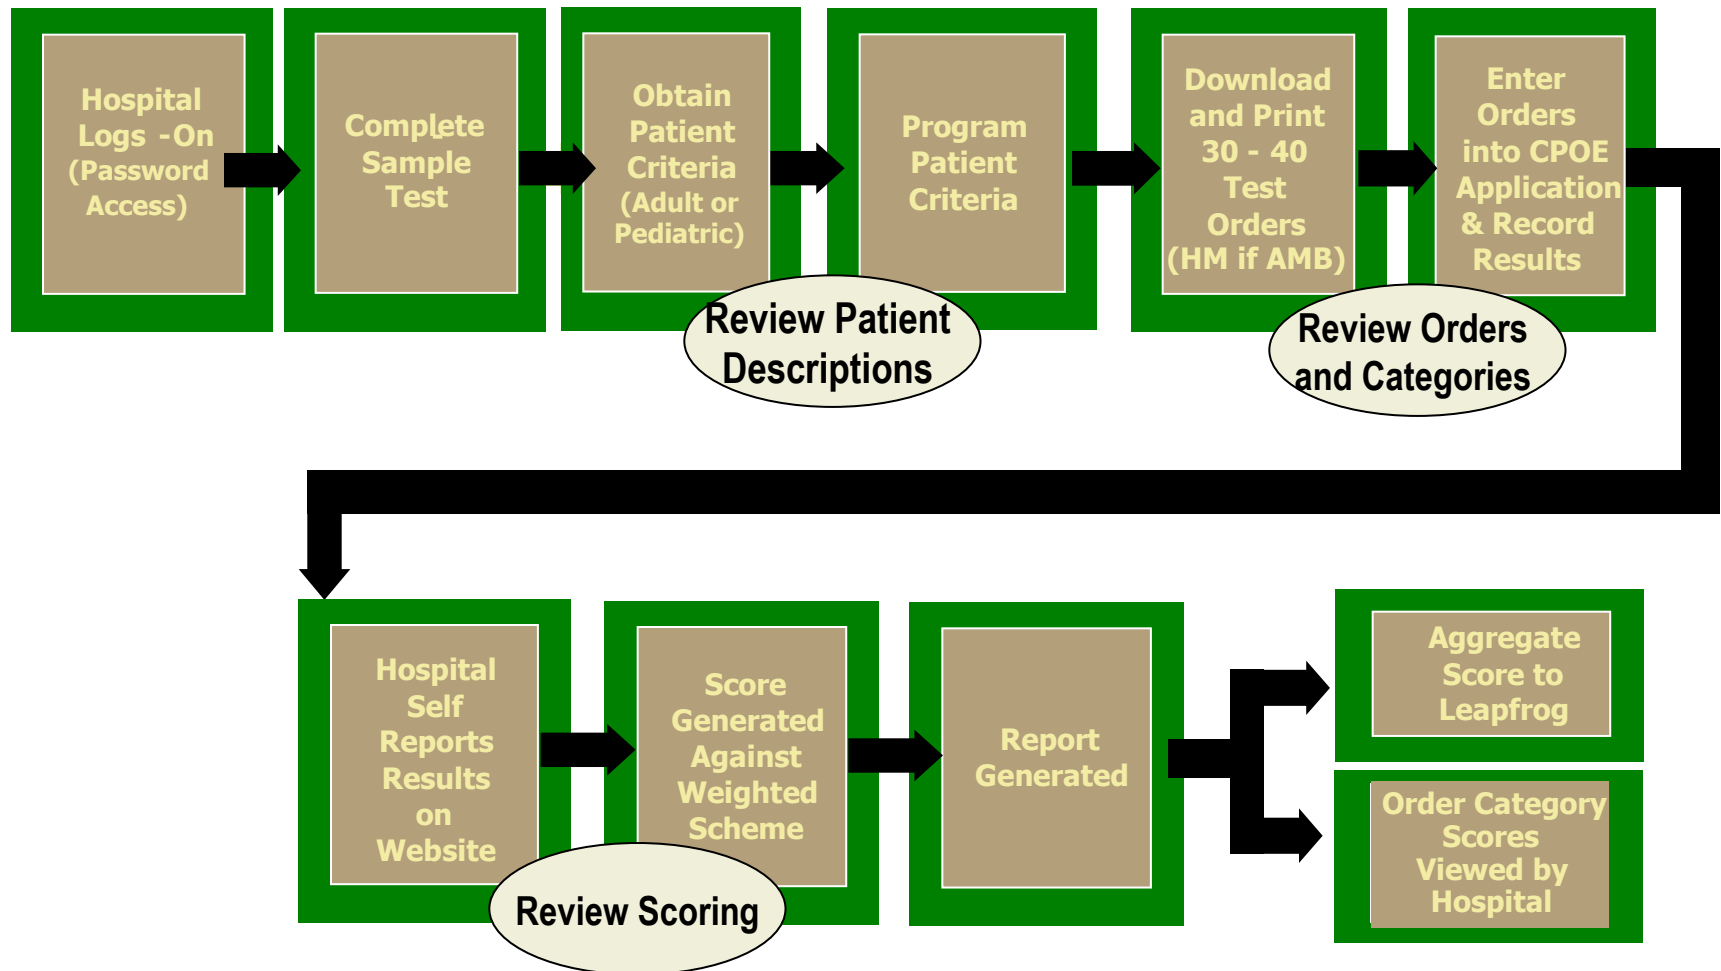 Hospital
Logs -On
(Password
Access)
Complete
Sample
Test
Obtain
Patient
Criteria
(Adult or
Pediatric)
Program
Patient
Criteria
Download
and Print
30 - 40
Test
Orders
(HM if AMB)
Enter
Orders
into CPOE
Application
& Record
Results
Review Patient
Descriptions
Review Orders
and Categories
Hospital
Self
Reports
Results
on
Website
Score
Generated
Against
Weighted
Scheme
Review Scoring
Report
Generated
Aggregate
Score to
Leapfrog
Order Category
Scores
Viewed by
Hospital